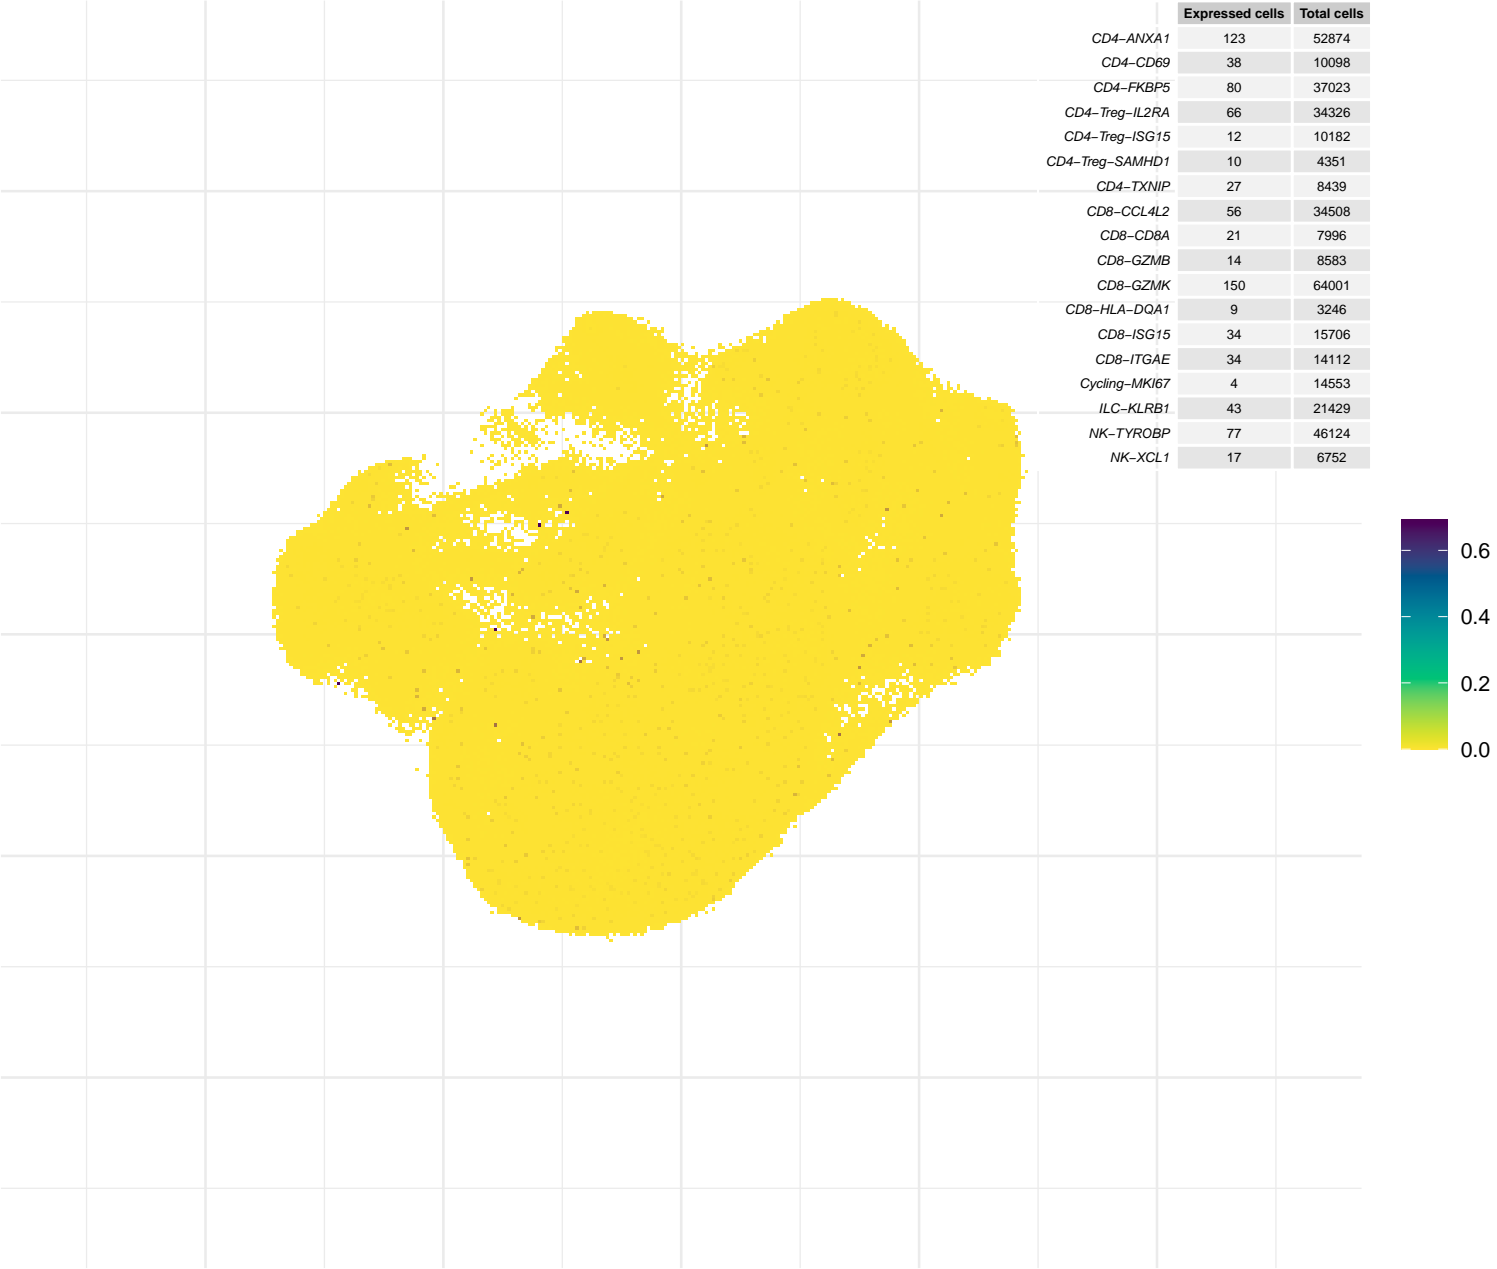 Expressed cells Total cells
CD4−ANXA1 123 52874
CD4−CD69 38 10098
CD4−FKBP5 80 37023
CD4−Treg−IL2RA 66 34326
CD4−Treg−ISG15 12 10182
CD4−Treg−SAMHD1 10 4351
CD4−TXNIP 27 8439
CD8−CCL4L2 56 34508
CD8−CD8A 21 7996
CD8−GZMB 14 8583
CD8−GZMK 150 64001
CD8−HLA−DQA1 9 3246
CD8−ISG15 34 15706
CD8−ITGAE 34 14112
Cycling−MKI67 4 14553
ILC−KLRB1 43 21429
NK−TYROBP 77 46124
NK−XCL1 17 6752
0.6
0.4
0.2
0.0